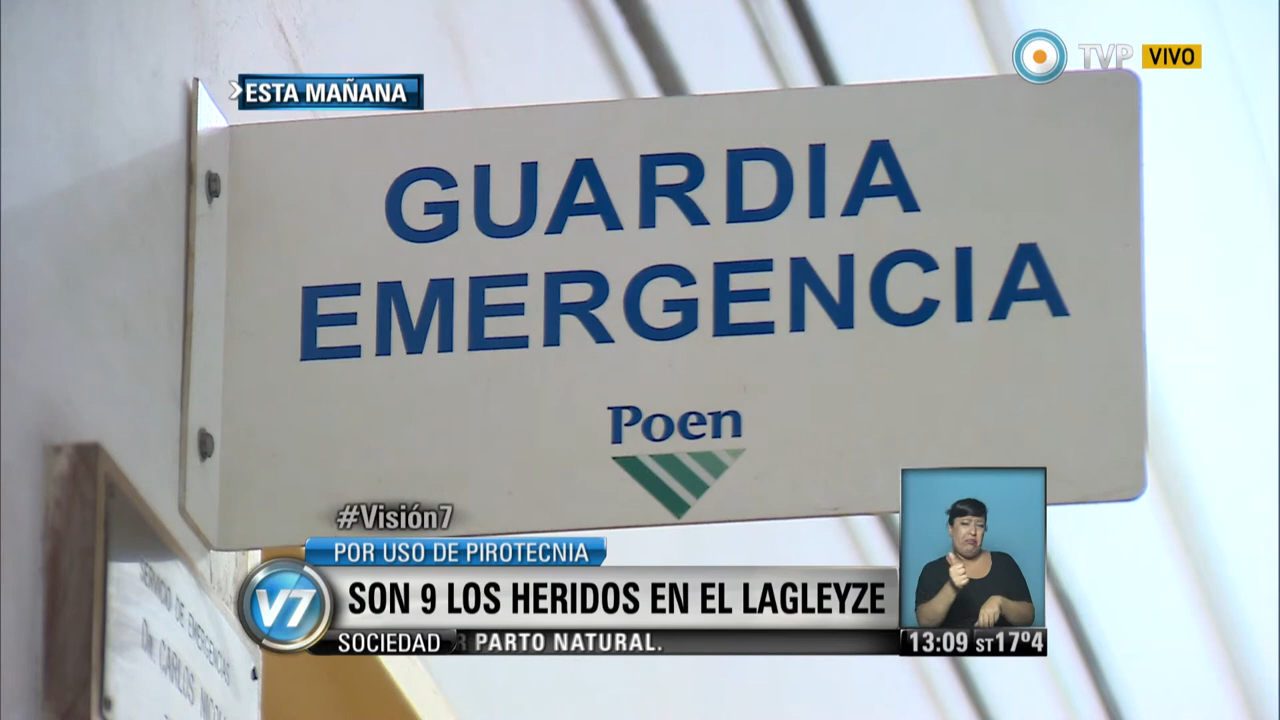 TVP VIVO
ESTA MAÑANA
GUARDIA
EMERGENCIA
Poen
#Visión7
POR USO DE PIROTECNIA
V7 SON 9 LOS HERIDOS EN EL LAGLEYZE
SOCIEDAD PARTO NATURAL.
13:09 ST 17º4
SERVICIO DE EMERGENCIAS
DR. CARLOS